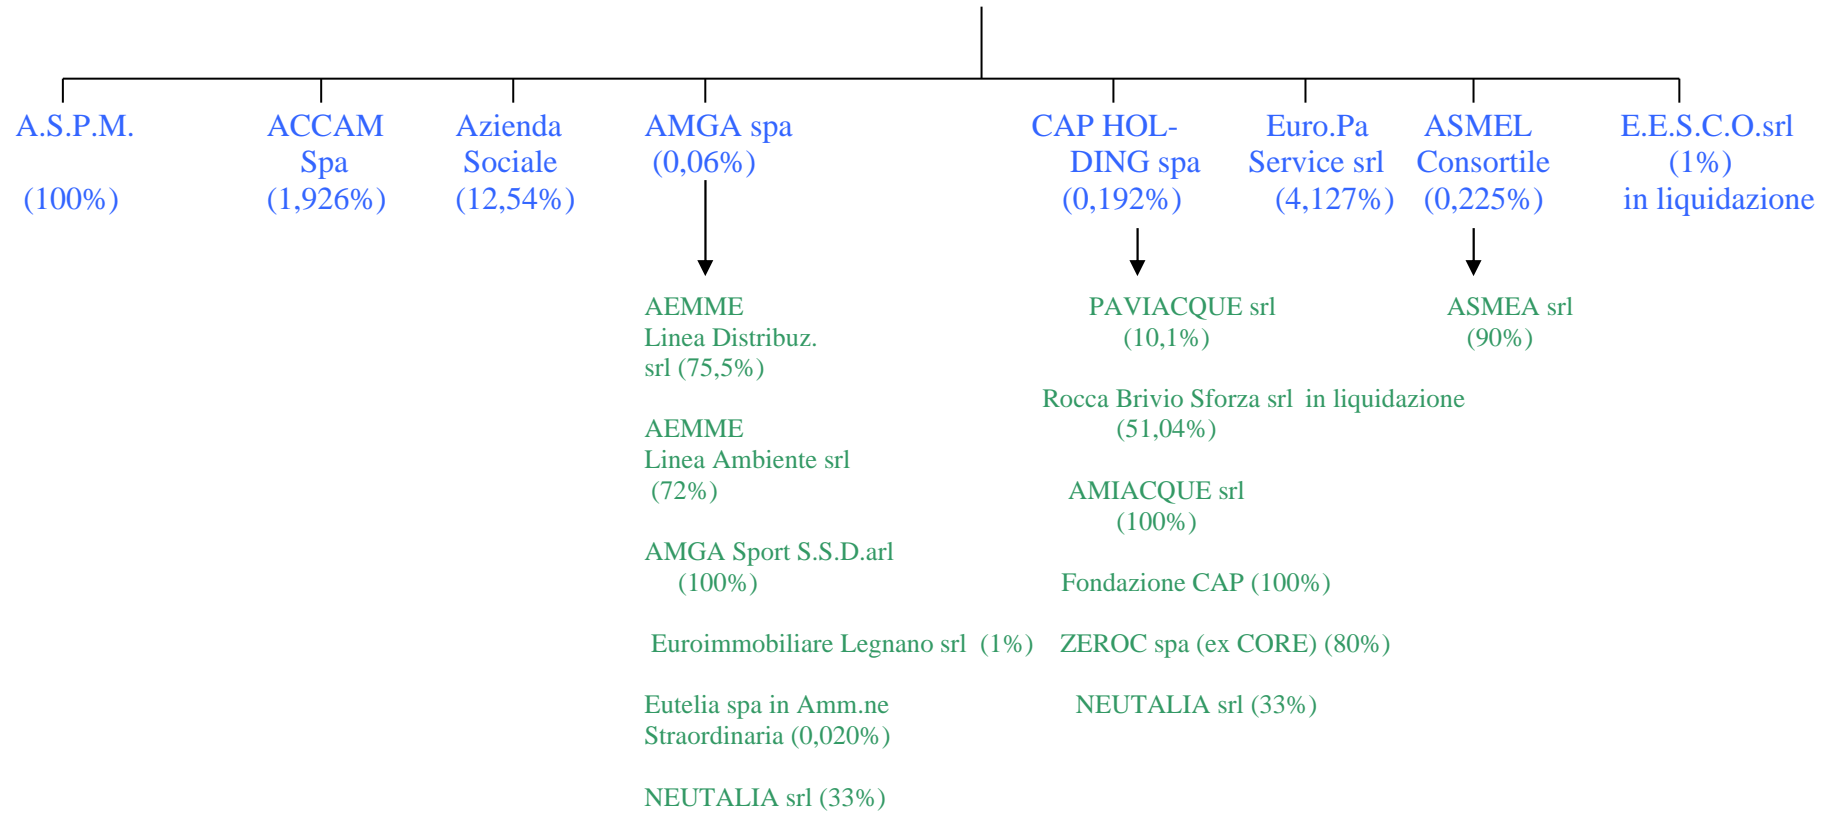 A.S.P.M.
(100%)
ACCAM
Spa
(1,926%)
Azienda
Sociale
(12,54%)
AMGA spa
(0,06%)
CAP HOL-
DING spa
(0,192%)
Euro.Pa
Service srl
(4,127%)
ASMEL
Consortile
(0,225%)
E.E.S.C.O.srl
(1%)
in liquidazione
AEMME
Linea Distribuz.
srl (75,5%)
AEMME
Linea Ambiente srl
(72%)
AMGA Sport S.S.D.arl
(100%)
Euroimmobiliare Legnano srl (1%)
Eutelia spa in Amm.ne
Straordinaria (0,020%)
NEUTALIA srl (33%)
PAVIACQUE srl
(10,1%)
Rocca Brivio Sforza srl in liquidazione
(51,04%)
AMIACQUE srl
(100%)
Fondazione CAP (100%)
ZEROC spa (ex CORE) (80%)
NEUTALIA srl (33%)
ASMEA srl
(90%)